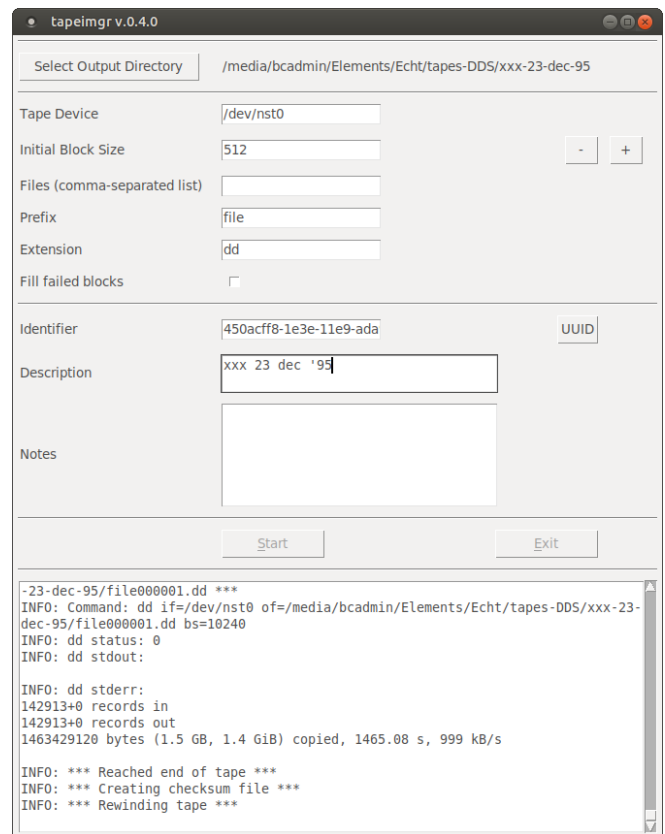 tapeimgr v.0.4.0
Select Output Directory /media/bcadmin/Elements/Echt/tapes-DDS/xxx-23-dec-95
Tape Device /dev/nst0
Initial Block Size 512 - +
Files (comma-separated list)
Prefix file
Extension dd
Fill failed blocks
Identifier 450acff8-1e3e-11e9-ada UUID
Description xxx 23 dec '95
Notes
Start Exit
-23-dec-95/file000001.dd ***
INFO: Command: dd if=/dev/nst0 of=/media/bcadmin/Elements/Echt/tapes-DDS/xxx-23-
dec-95/file000001.dd bs=10240
INFO: dd status: 0
INFO: dd stdout:
INFO: dd stderr:
142913+0 records in
142913+0 records out
1463429120 bytes (1.5 GB, 1.4 GiB) copied, 1465.08 s, 999 kB/s
INFO: *** Reached end of tape ***
INFO: *** Creating checksum file ***
INFO: *** Rewinding tape ***